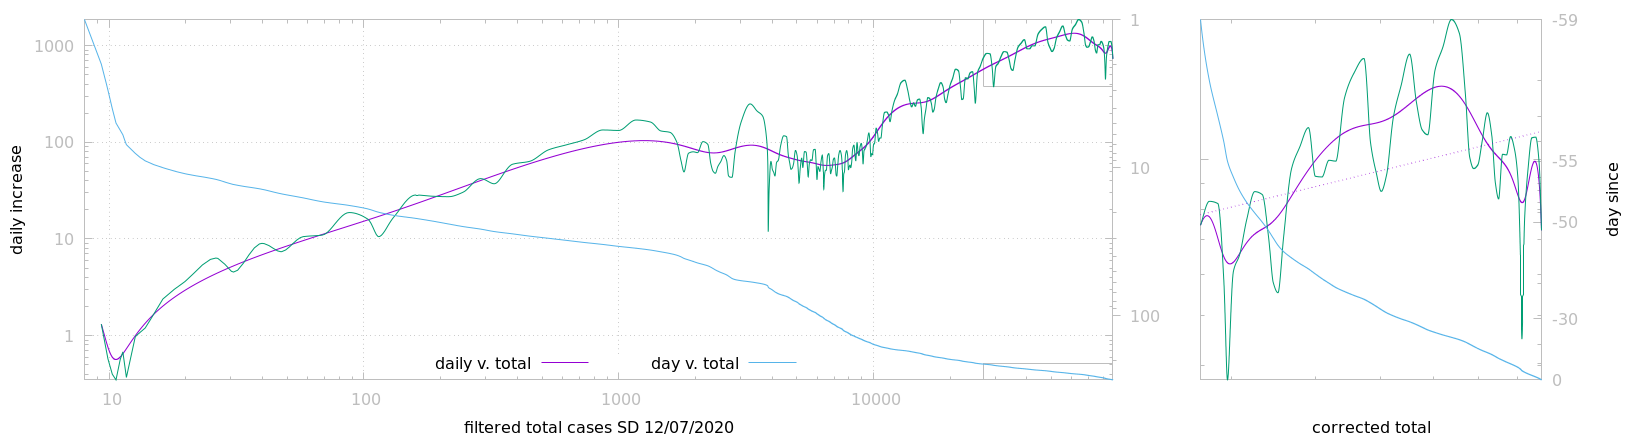 1000
100
10
1
daily increase
10
100
1000
10000
filtered total cases SD 12/07/2020
daily v. total
day v. total
1
10
100
-59
-55
-50
-30
0
day since
corrected total